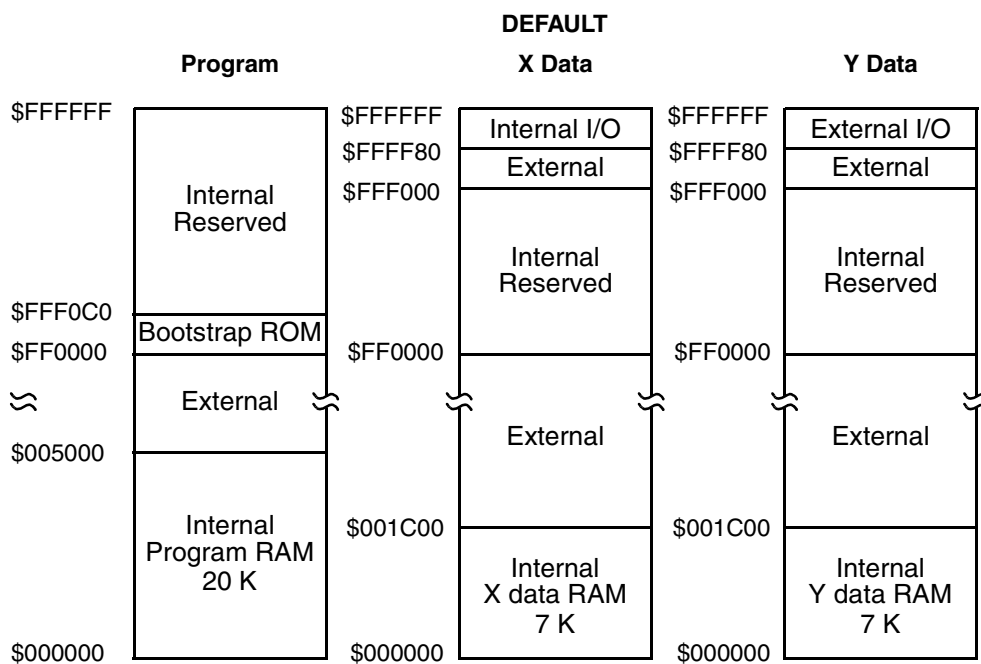 DEFAULT
Program
X Data
Y Data
$FFFFFF
Internal
Reserved
$FFF0C0
Bootstrap ROM
$FF0000
External
$005000
Internal
Program RAM
20 K
$000000
$FFFFFF
Internal I/O
$FFFF80
External
$FFF000
Internal
Reserved
$FF0000
External
$001C00
Internal
X data RAM
7 K
$000000
$FFFFFF
External I/O
$FFFF80
External
$FFF000
Internal
Reserved
$FF0000
External
$001C00
Internal
Y data RAM
7 K
$000000